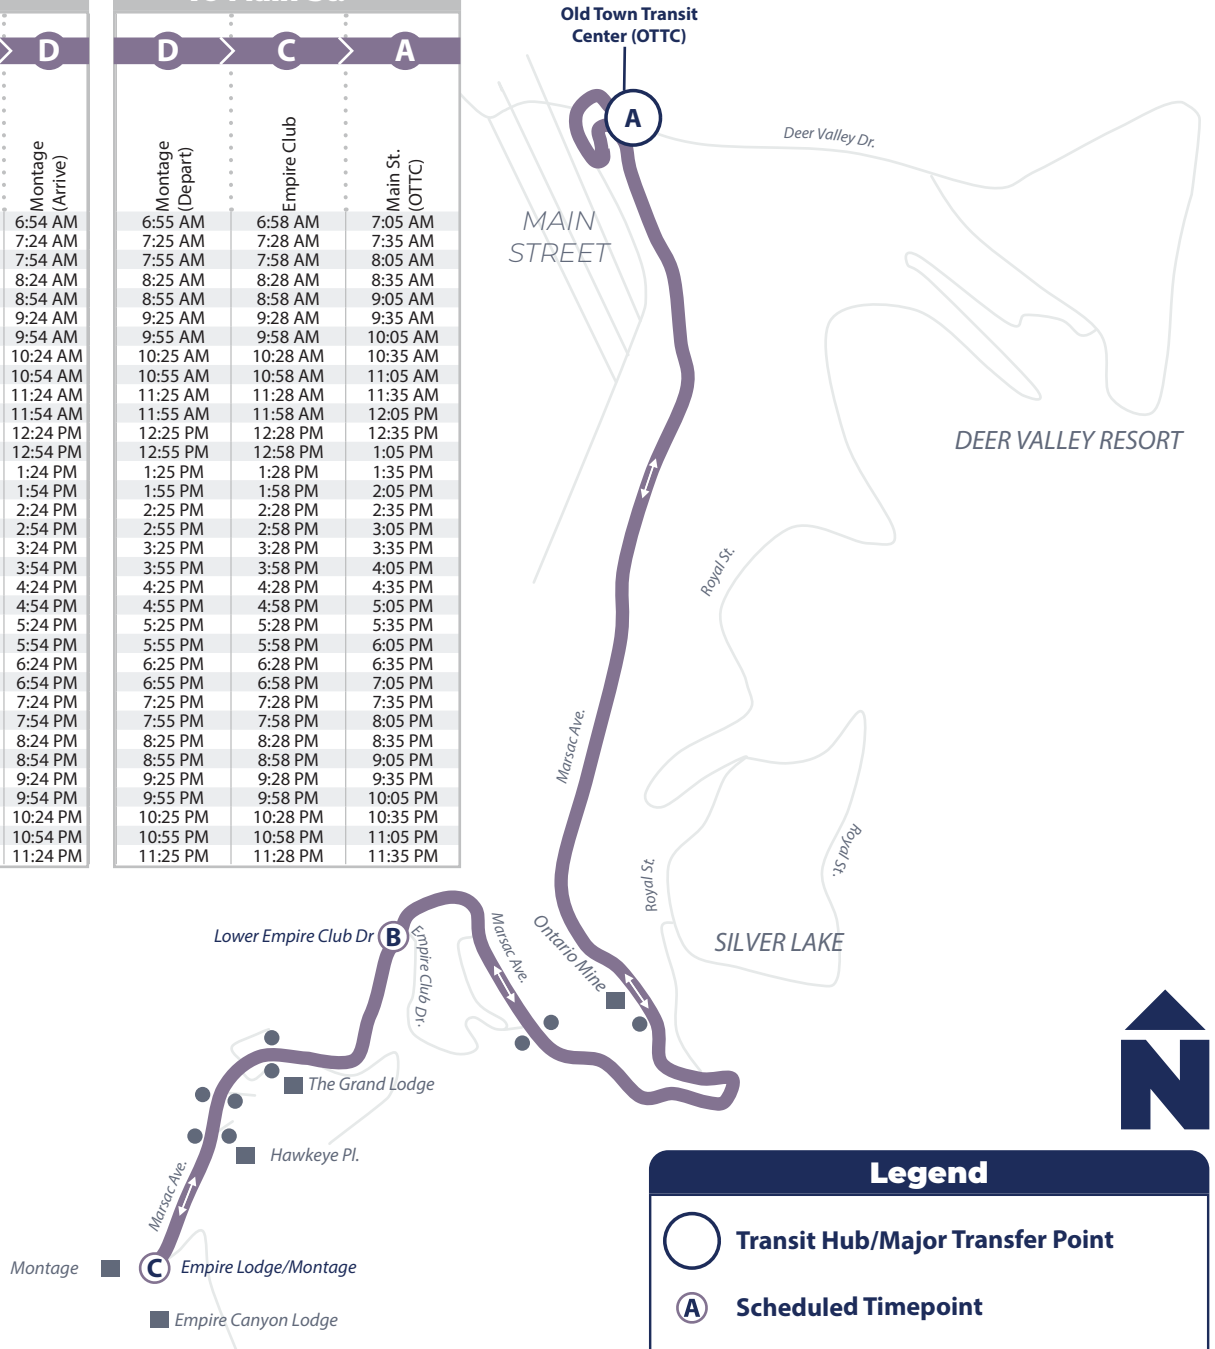 D
D C A
Montage
(Arrive)
Montage
(Depart)
Empire Club
Main St.
(OTTC)
6:54 AM 6:55 AM 6:58 AM 7:05 AM
7:24 AM 7:25 AM 7:28 AM 7:35 AM
7:54 AM 7:55 AM 7:58 AM 8:05 AM
8:24 AM 8:25 AM 8:28 AM 8:35 AM
8:54 AM 8:55 AM 8:58 AM 9:05 AM
9:24 AM 9:25 AM 9:28 AM 9:35 AM
9:54 AM 9:55 AM 9:58 AM 10:05 AM
10:24 AM 10:25 AM 10:28 AM 10:35 AM
10:54 AM 10:55 AM 10:58 AM 11:05 AM
11:24 AM 11:25 AM 11:28 AM 11:35 AM
11:54 AM 11:55 AM 11:58 AM 12:05 PM
12:24 PM 12:25 PM 12:28 PM 12:35 PM
12:54 PM 12:55 PM 12:58 PM 1:05 PM
1:24 PM 1:25 PM 1:28 PM 1:35 PM
1:54 PM 1:55 PM 1:58 PM 2:05 PM
2:24 PM 2:25 PM 2:28 PM 2:35 PM
2:54 PM 2:55 PM 2:58 PM 3:05 PM
3:24 PM 3:25 PM 3:28 PM 3:35 PM
3:54 PM 3:55 PM 3:58 PM 4:05 PM
4:24 PM 4:25 PM 4:28 PM 4:35 PM
4:54 PM 4:55 PM 4:58 PM 5:05 PM
5:24 PM 5:25 PM 5:28 PM 5:35 PM
5:54 PM 5:55 PM 5:58 PM 6:05 PM
6:24 PM 6:25 PM 6:28 PM 6:35 PM
6:54 PM 6:55 PM 6:58 PM 7:05 PM
7:24 PM 7:25 PM 7:28 PM 7:35 PM
7:54 PM 7:55 PM 7:58 PM 8:05 PM
8:24 PM 8:25 PM 8:28 PM 8:35 PM
8:54 PM 8:55 PM 8:58 PM 9:05 PM
9:24 PM 9:25 PM 9:28 PM 9:35 PM
9:54 PM 9:55 PM 9:58 PM 10:05 PM
10:24 PM 10:25 PM 10:28 PM 10:35 PM
10:54 PM 10:55 PM 10:58 PM 11:05 PM
11:24 PM 11:25 PM 11:28 PM 11:35 PM
Old Town Transit
Center (OTTC)
A
Deer Valley Dr.
MAIN
STREET
DEER VALLEY RESORT
Royal St.
Marsac Ave.
Royal St.
Royal St.
Ontario Mine
SILVER LAKE
Lower Empire Club Dr
B
Empire Club Dr.
Marsac Ave.
The Grand Lodge
Hawkeye Pl.
Marsac Ave.
Montage
C
Empire Lodge/Montage
Empire Canyon Lodge
N
Legend
Transit Hub/Major Transfer Point
A Scheduled Timepoint